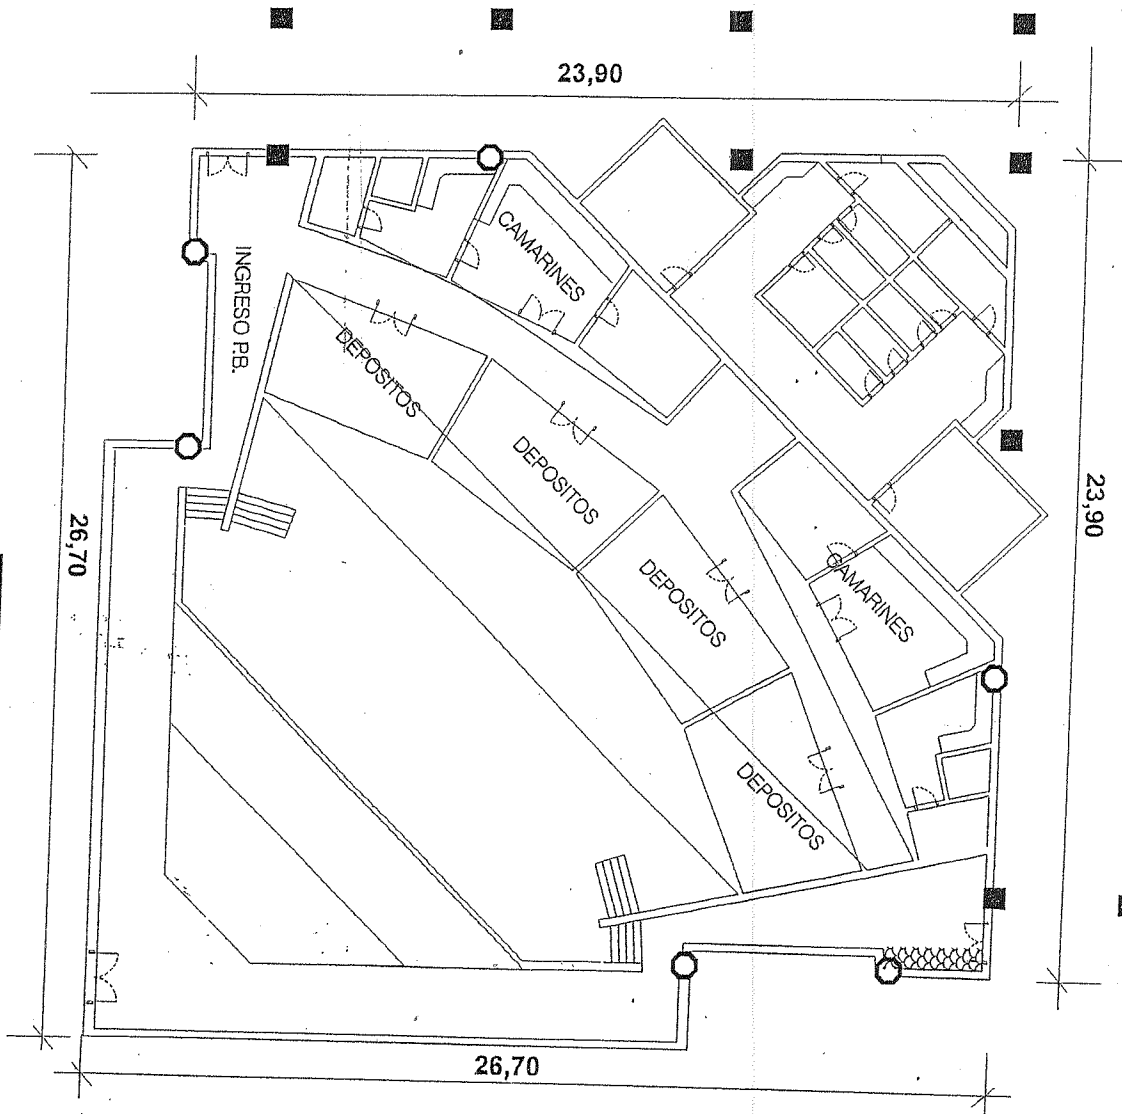 23,90
CAMARINES
INGRESO P.B.
DEPOSITOS
DEPOSITOS
DEPOSITOS
CAMARINES
DEPOSITOS
23,90
26,70
26,70